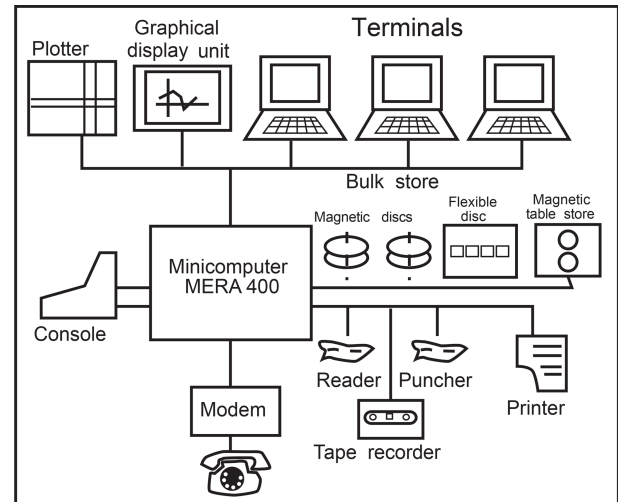 Terminals
Plotter
Graphical
display unit
Bulk store
Magnetic discs
Flexible
disc
Magnetic
table store
Minicomputer
MERA 400
Console
Reader
Puncher
Printer
Modem
Tape recorder